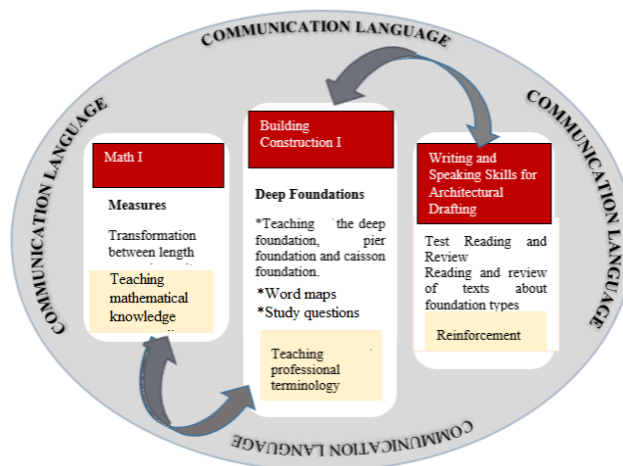 COMMUNICATION LANGUAGE
COMMUNICATION LANGUAGE
COMMUNICATION LANGUAGE
Math I
Measures
Transformation
between length
Teaching
mathematical
knowledge
Building
Construction I
Deep Foundations
*Teaching the deep
foundation, pier
foundation and caisson
foundation.
*Word maps
*Study questions
Teaching
professional
terminology
Writing and
Speaking Skills for
Architectural
Drafting
Test Reading and
Review
Reading and review
of texts about
foundation types
Reinforcement
COMMUNICATION LANGUAGE